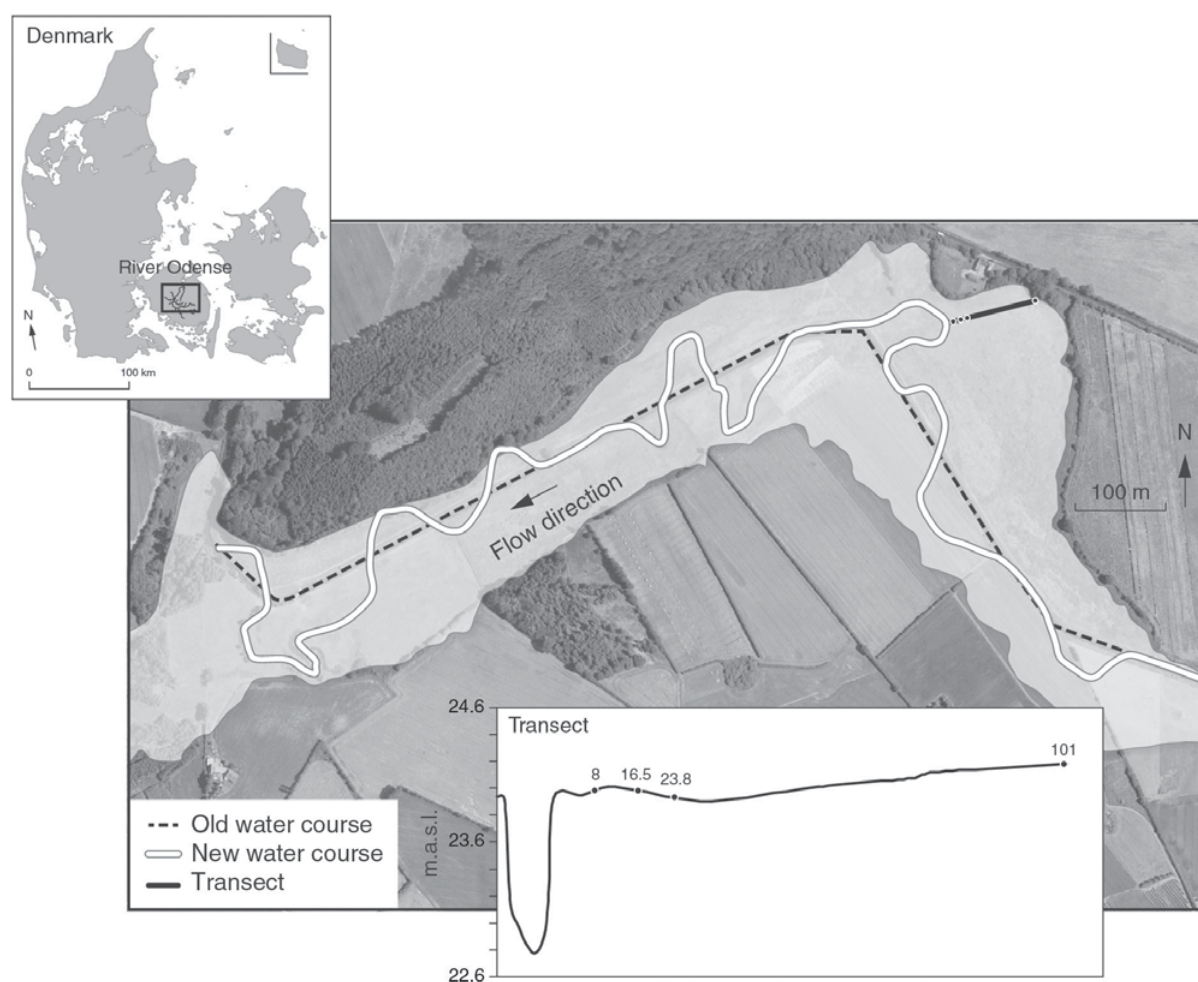 Denmark
River Odense
N
0 100 km
N
100 m
Flow direction
24.6
Transect
8 16.5 23.8 101
23.6
m.a.s.l.
22.6
Old water course
New water course
Transect